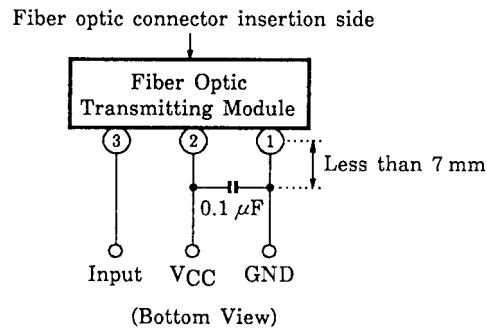 Fiber optic connector insertion side
Fiber Optic
Transmitting Module
3 2 1
Less than 7 mm
0.1 μF
Input VCC GND
(Bottom View)